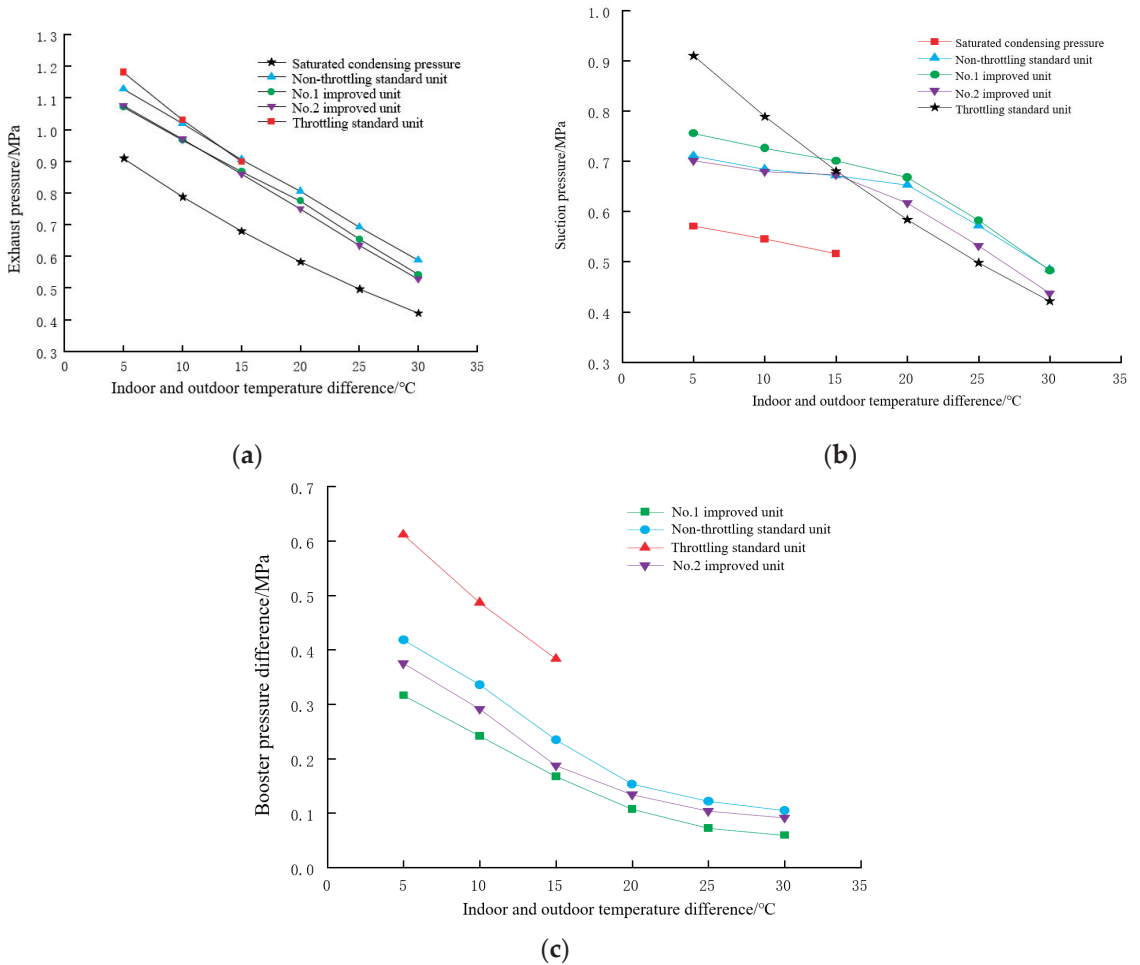 1.3
1.2
1.1
1.0
0.9
0.8
0.7
0.6
0.5
0.4
0.3
Exhaust pressure/MPa
Saturated condensing pressure
Non-throttling standard unit
No.1 improved unit
No.2 improved unit
Throttling standard unit
0 5 10 15 20 25 30 35
Indoor and outdoor temperature difference/℃
(a)
1.0
0.9
0.8
0.7
0.6
0.5
0.4
0.3
Suction pressure/MPa
Saturated condensing pressure
Non-throttling standard unit
No.1 improved unit
No.2 improved unit
Throttling standard unit
0 5 10 15 20 25 30 35
Indoor and outdoor temperature difference/℃
(b)
0.7
0.6
0.5
0.4
0.3
0.2
0.1
0.0
Booster pressure difference/MPa
No.1 improved unit
Non-throttling standard unit
Throttling standard unit
No.2 improved unit
0 5 10 15 20 25 30 35
Indoor and outdoor temperature difference/℃
(c)